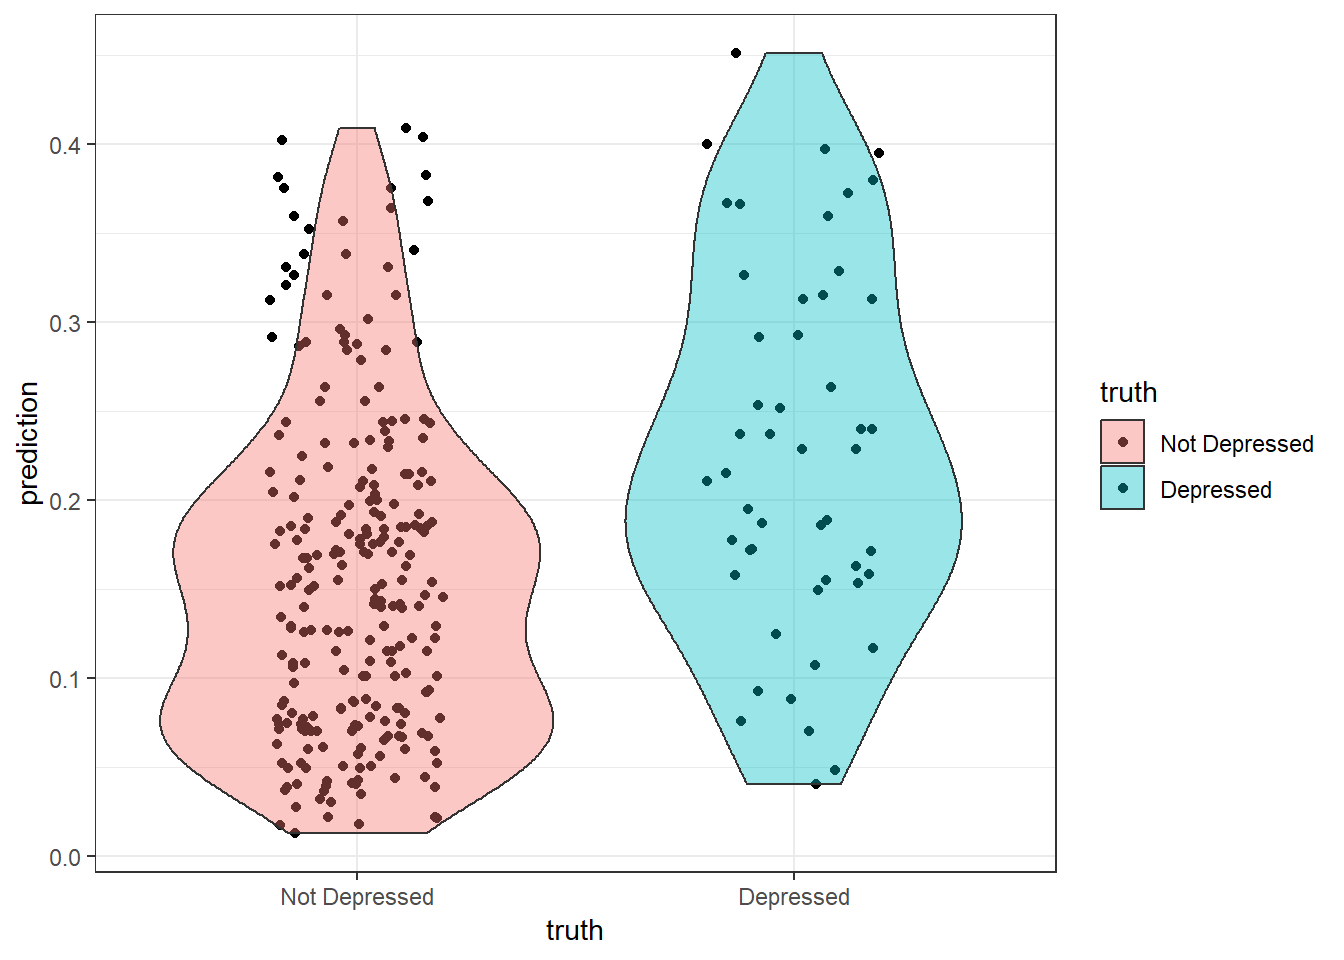 0.4
0.3
0.2
0.1
0.0
prediction
Not Depressed
Depressed
truth
truth
Not Depressed
Depressed